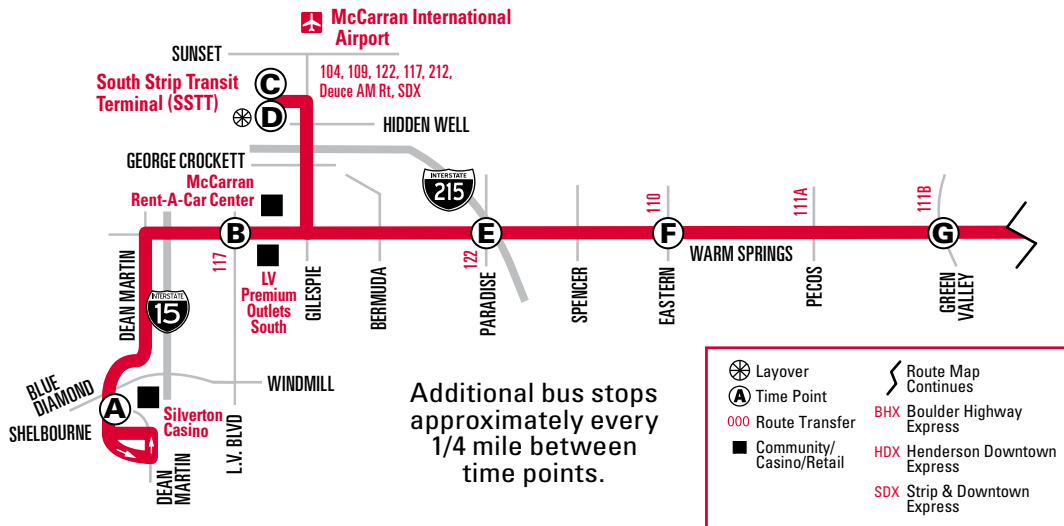 McCarran International
Airport
SUNSET
South Strip Transit
Terminal (SSTT)
C
104, 109, 122, 117, 212,
Deuce AM Rt, SDX
D
HIDDEN WELL
GEORGE CROCKETT
INTERSTATE
215
McCarran
Rent-A-Car Center
110
111A
111B
B
E
F
G
WARM SPRINGS
117
122
LV
Premium
Outlets
South
DEAN MARTIN
GILESPIE
BERMUDA
PARADISE
SPENCER
EASTERN
PECOS
GREEN
VALLEY
INTERSTATE
15
BLUE
DIAMOND
WINDMILL
A
SHELBOURNE
Silverton
Casino
DEAN
MARTIN
L.V. BLVD
Additional bus stops
approximately every
1/4 mile between
time points.
Layover
A Time Point
000 Route Transfer
Community/
Casino/Retail
Route Map
Continues
BHX Boulder Highway
Express
HDX Henderson Downtown
Express
SDX Strip & Downtown
Express